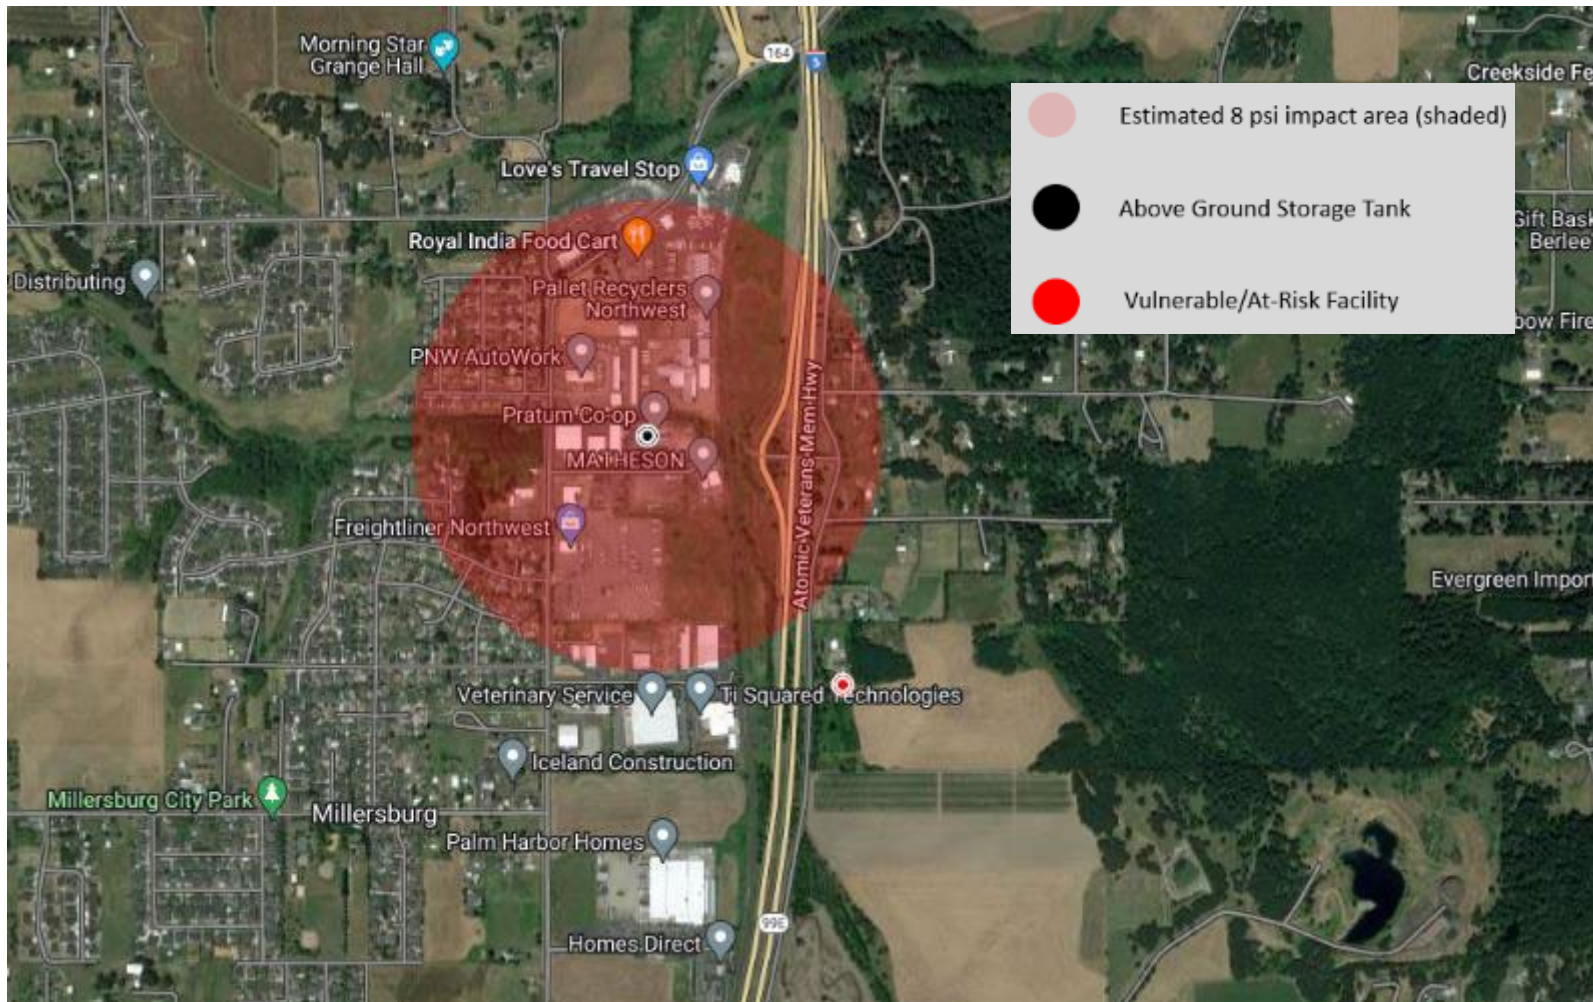 Morning Star
Grange Hall
164
5
Creekside Fe
Estimated 8 psi impact area (shaded)
Above Ground Storage Tank
Vulnerable/At-Risk Facility
Love's Travel Stop
Gift Bask
Berlee
Royal India Food Cart
Distributing
Pallet Recyclers
Northwest
bow Fire
PNW AutoWork
Atomic Veterans Mem Hwy
Pratum Co-op
MATHESON
Freightliner Northwest
Evergreen Import
Veterinary Service
Ti Squared Technologies
Iceland Construction
Millersburg City Park
Millersburg
Palm Harbor Homes
99E
Homes Direct